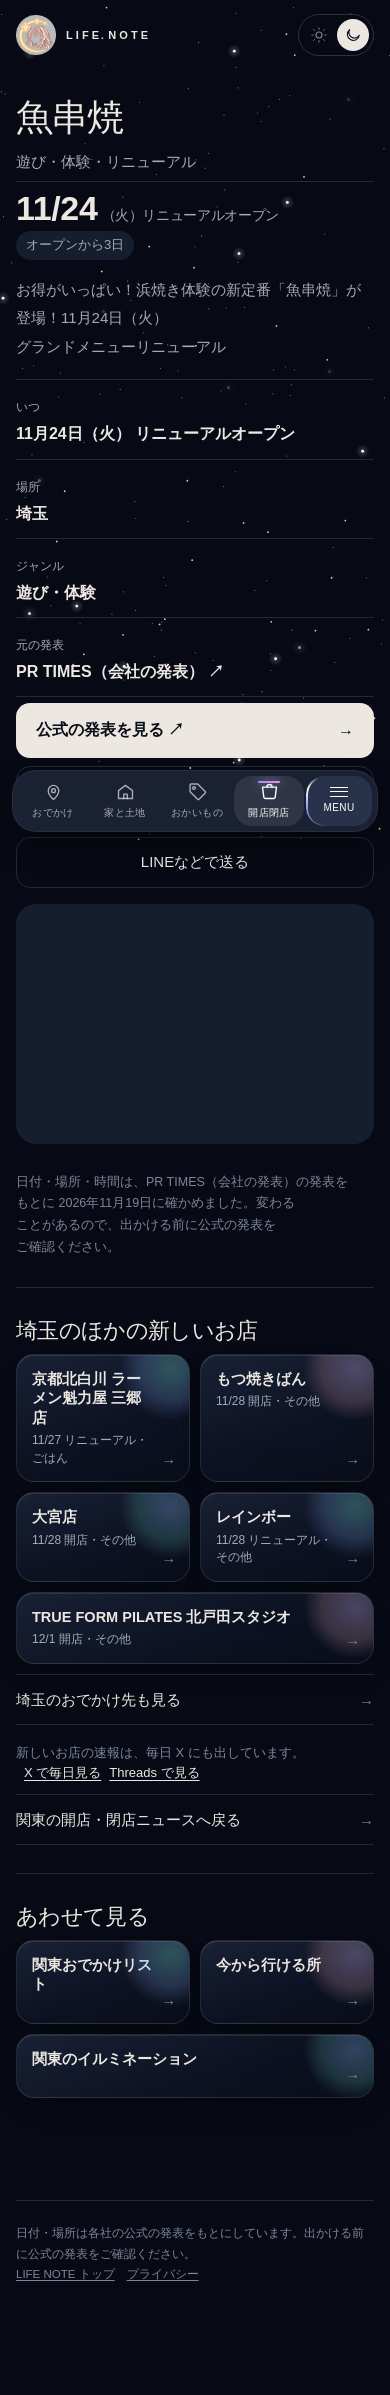 LIFE.NOTE
魚串焼
遊び・体験・リニューアル
11/24（火）リニューアルオープン
オープンから3日
お得がいっぱい！浜焼き体験の新定番「魚串焼」が
登場！11月24日（火）
グランドメニューリニューアル
いつ
11月24日（火） リニューアルオープン
場所
埼玉
ジャンル
遊び・体験
元の発表
PR TIMES（会社の発表） ↗
公式の発表を見る ↗ →
おでかけ 家と土地 おかいもの 開店閉店 MENU
LINEなどで送る
日付・場所・時間は、PR TIMES（会社の発表）の発表を
もとに 2026年11月19日に確かめました。変わる
ことがあるので、出かける前に公式の発表を
ご確認ください。
埼玉のほかの新しいお店
京都北白川 ラー
メン魁力屋 三郷
店
11/27 リニューアル・
ごはん
→
もつ焼きばん
11/28 開店・その他
→
大宮店
11/28 開店・その他
→
レインボー
11/28 リニューアル・
その他
→
TRUE FORM PILATES 北戸田スタジオ
12/1 開店・その他
→
埼玉のおでかけ先も見る →
新しいお店の速報は、毎日 X にも出しています。
X で毎日見る Threads で見る
関東の開店・閉店ニュースへ戻る →
あわせて見る
関東おでかけリス
ト
→
今から行ける所
→
関東のイルミネーション
→
日付・場所は各社の公式の発表をもとにしています。出かける前
に公式の発表をご確認ください。
LIFE NOTE トップ プライバシー